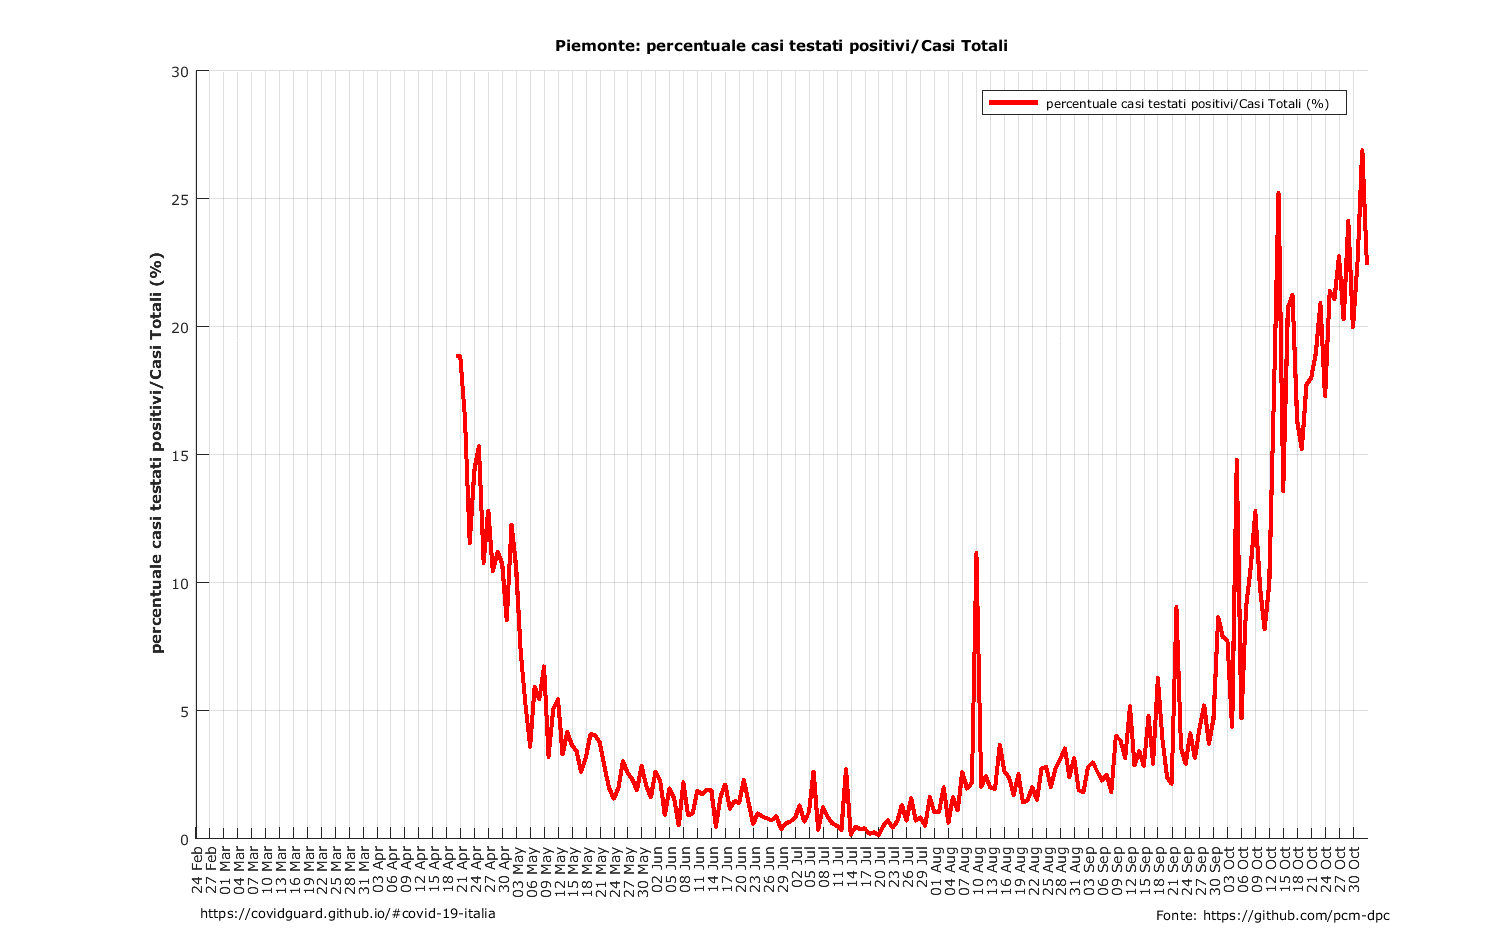 Piemonte: percentuale casi testati positivi/Casi Totali
percentuale casi testati positivi/Casi Totali (%)
percentuale casi testati positivi/Casi Totali (%)
30
25
20
15
10
5
0
24 Feb
27 Feb
01 Mar
04 Mar
07 Mar
10 Mar
13 Mar
16 Mar
19 Mar
22 Mar
25 Mar
28 Mar
31 Mar
03 Apr
06 Apr
09 Apr
12 Apr
15 Apr
18 Apr
21 Apr
24 Apr
27 Apr
30 Apr
03 May
06 May
09 May
12 May
15 May
18 May
21 May
24 May
27 May
30 May
02 Jun
05 Jun
08 Jun
11 Jun
14 Jun
17 Jun
20 Jun
23 Jun
26 Jun
29 Jun
02 Jul
05 Jul
08 Jul
11 Jul
14 Jul
17 Jul
20 Jul
23 Jul
26 Jul
29 Jul
01 Aug
04 Aug
07 Aug
10 Aug
13 Aug
16 Aug
19 Aug
22 Aug
25 Aug
28 Aug
31 Aug
03 Sep
06 Sep
09 Sep
12 Sep
15 Sep
18 Sep
21 Sep
24 Sep
27 Sep
30 Sep
03 Oct
06 Oct
09 Oct
12 Oct
15 Oct
18 Oct
21 Oct
24 Oct
27 Oct
30 Oct
https://covidguard.github.io/#covid-19-italia
Fonte: https://github.com/pcm-dpc